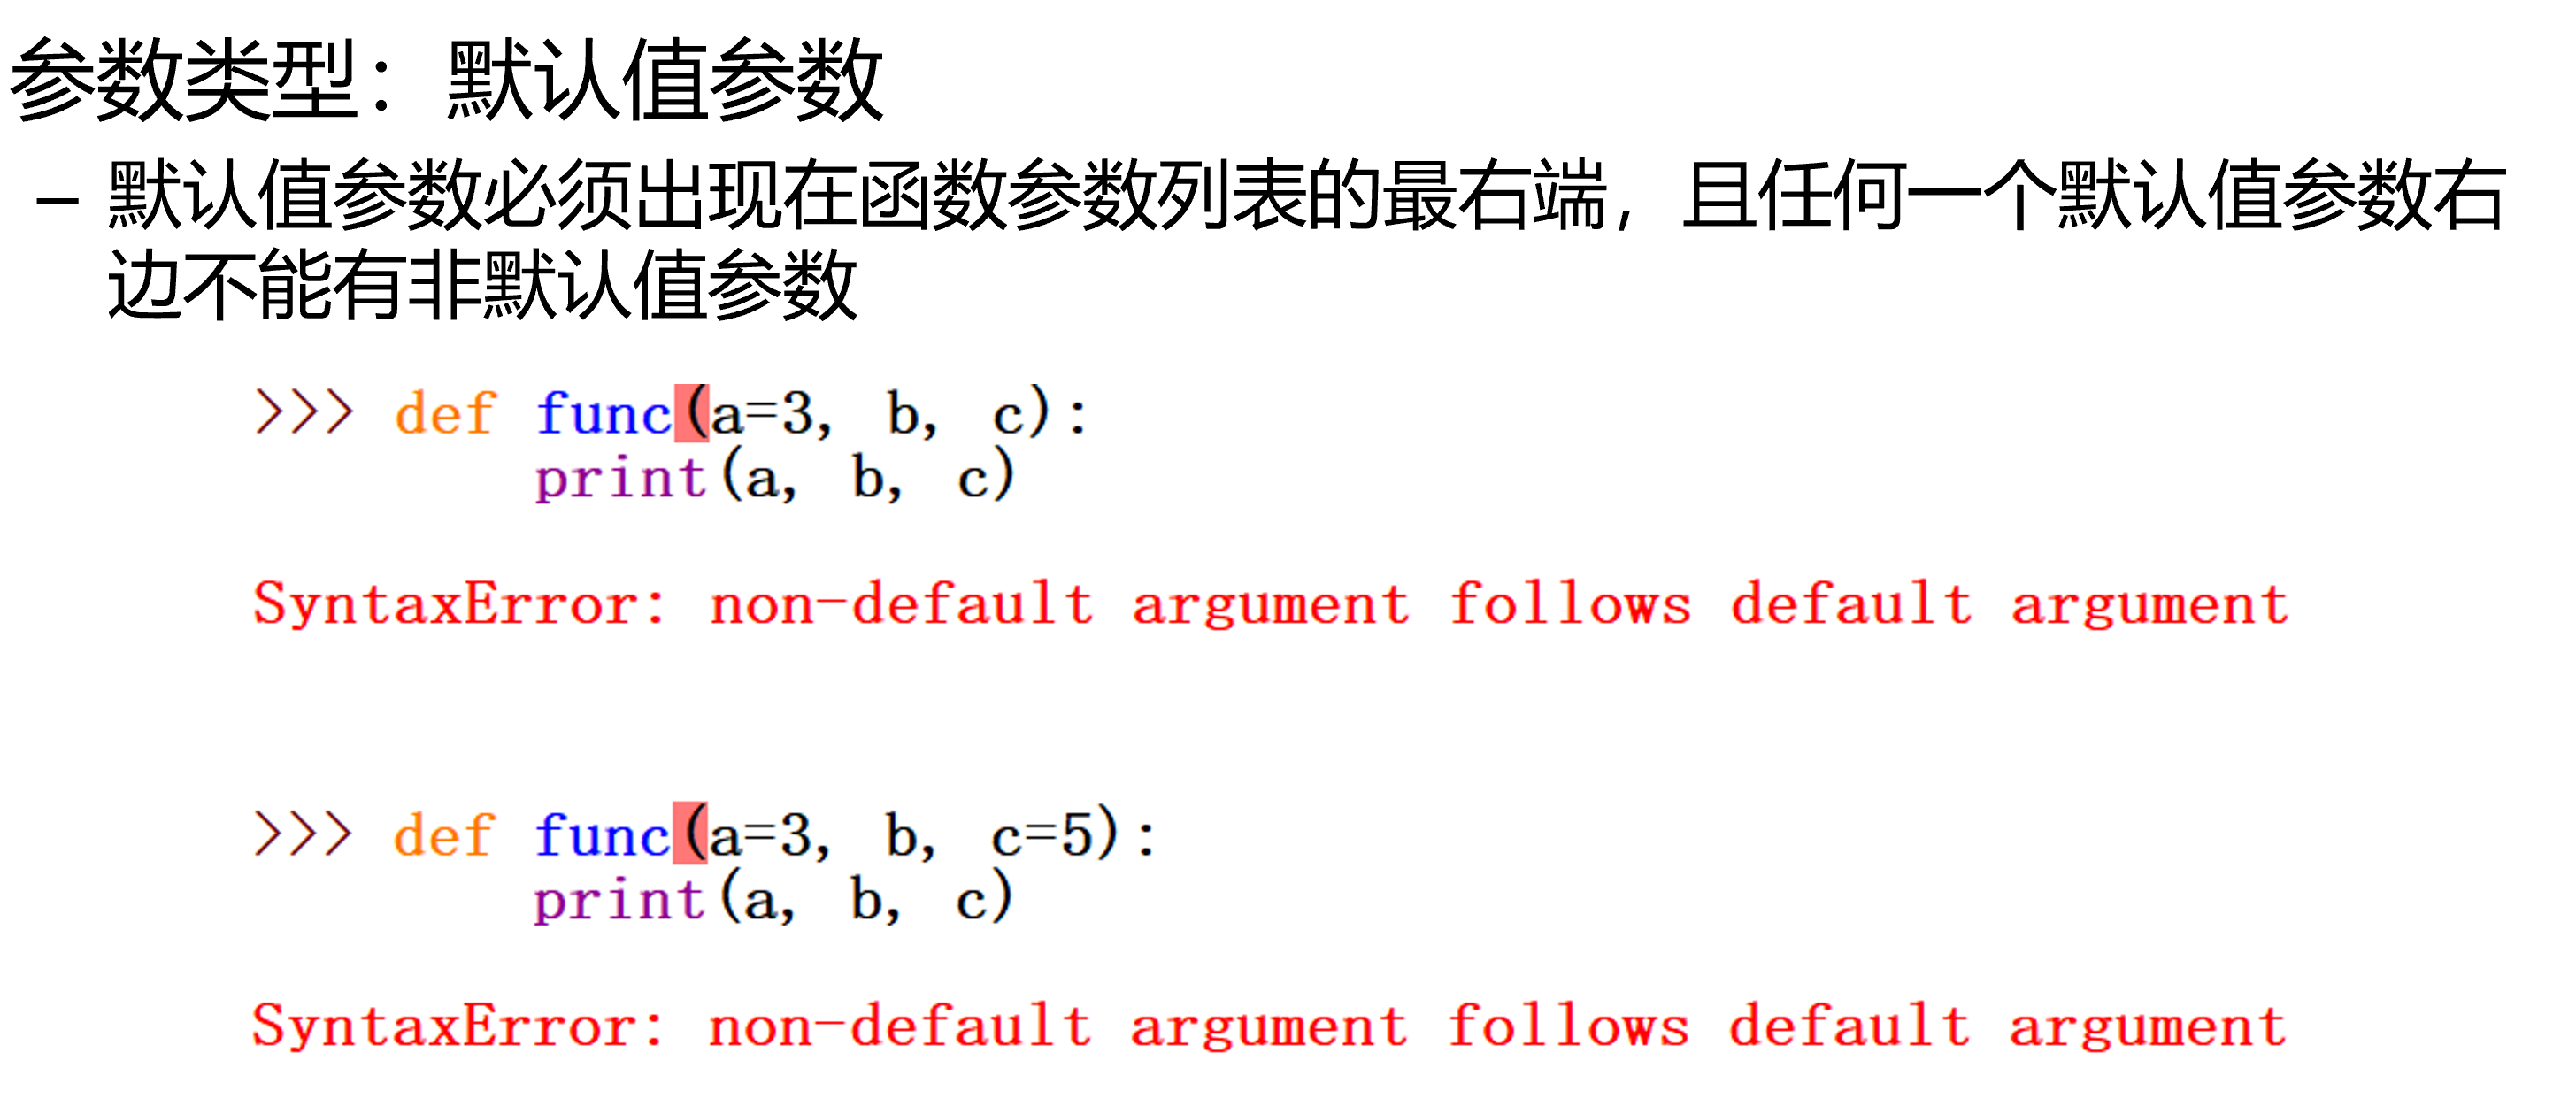 参数类型：默认值参数
– 默认值参数必须出现在函数参数列表的最右端，且任何一个默认值参数右
边不能有非默认值参数
>>> def func(a=3, b, c):
print(a, b, c)
SyntaxError: non-default argument follows default argument
>>> def func(a=3, b, c=5):
print(a, b, c)
SyntaxError: non-default argument follows default argument